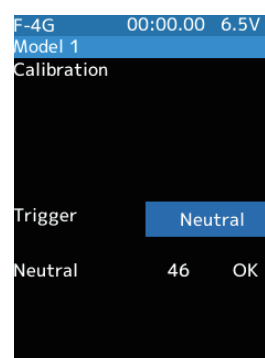 F-4G 00:00.00 6.5V
Model 1
Calibration
Trigger Neutral
Neutral 46 OK